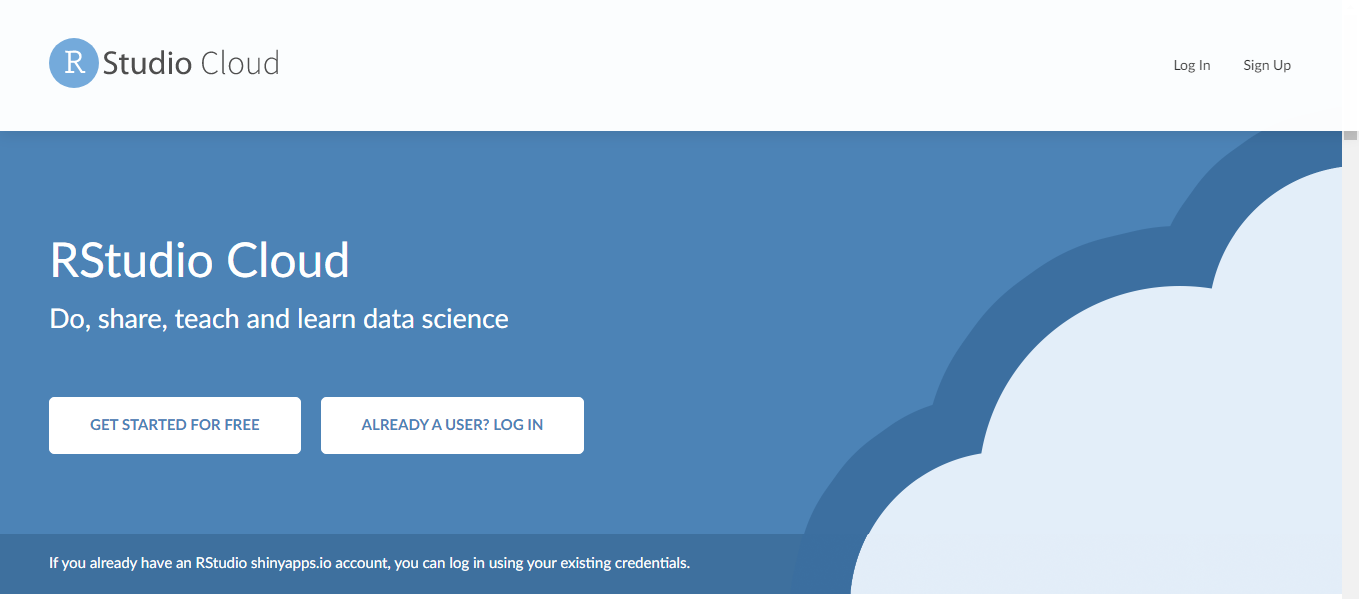 R Studio Cloud
Log In
Sign Up
RStudio Cloud
Do, share, teach and learn data science
GET STARTED FOR FREE
ALREADY A USER? LOG IN
If you already have an RStudio shinyapps.io account, you can log in using your existing credentials.